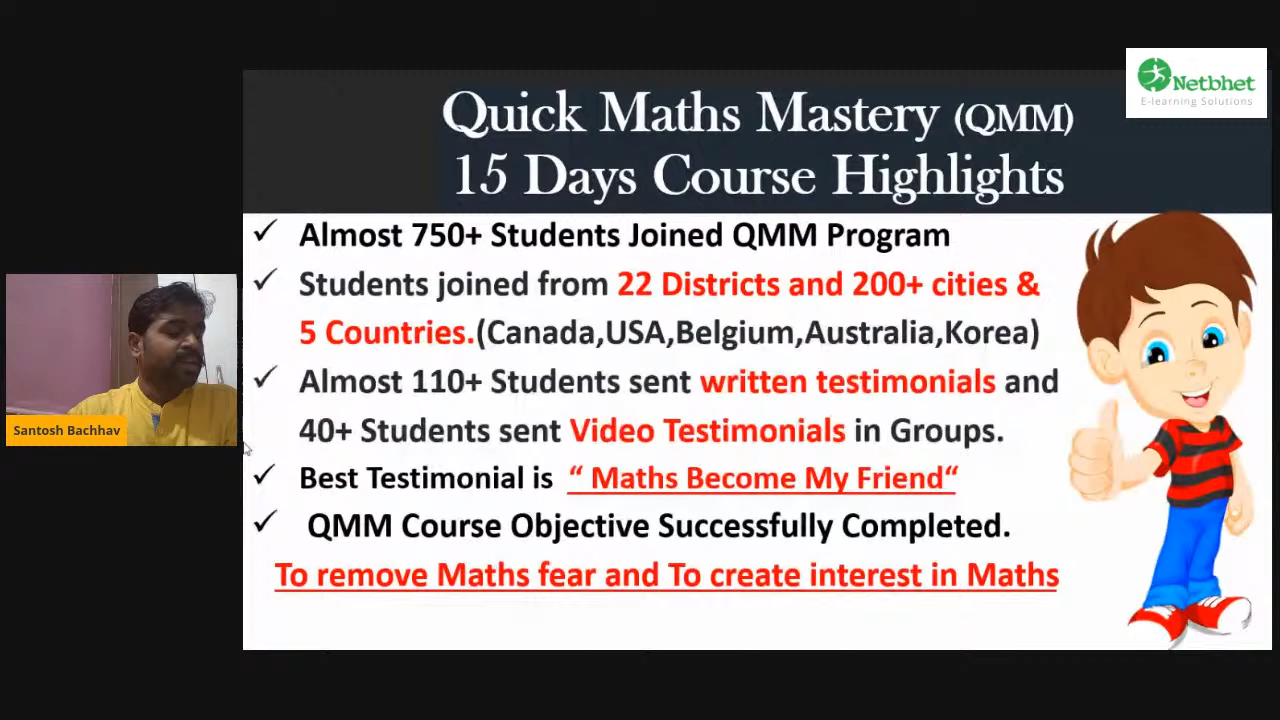 Netbhet
E-learning Solutions
Quick Maths Mastery (QMM)
15 Days Course Highlights
Almost 750+ Students Joined QMM Program
Students joined from 22 Districts and 200+ cities &
5 Countries.(Canada,USA,Belgium,Australia,Korea)
Almost 110+ Students sent written testimonials and
40+ Students sent Video Testimonials in Groups.
Best Testimonial is “ Maths Become My Friend“
QMM Course Objective Successfully Completed.
To remove Maths fear and To create interest in Maths
Santosh Bachhav